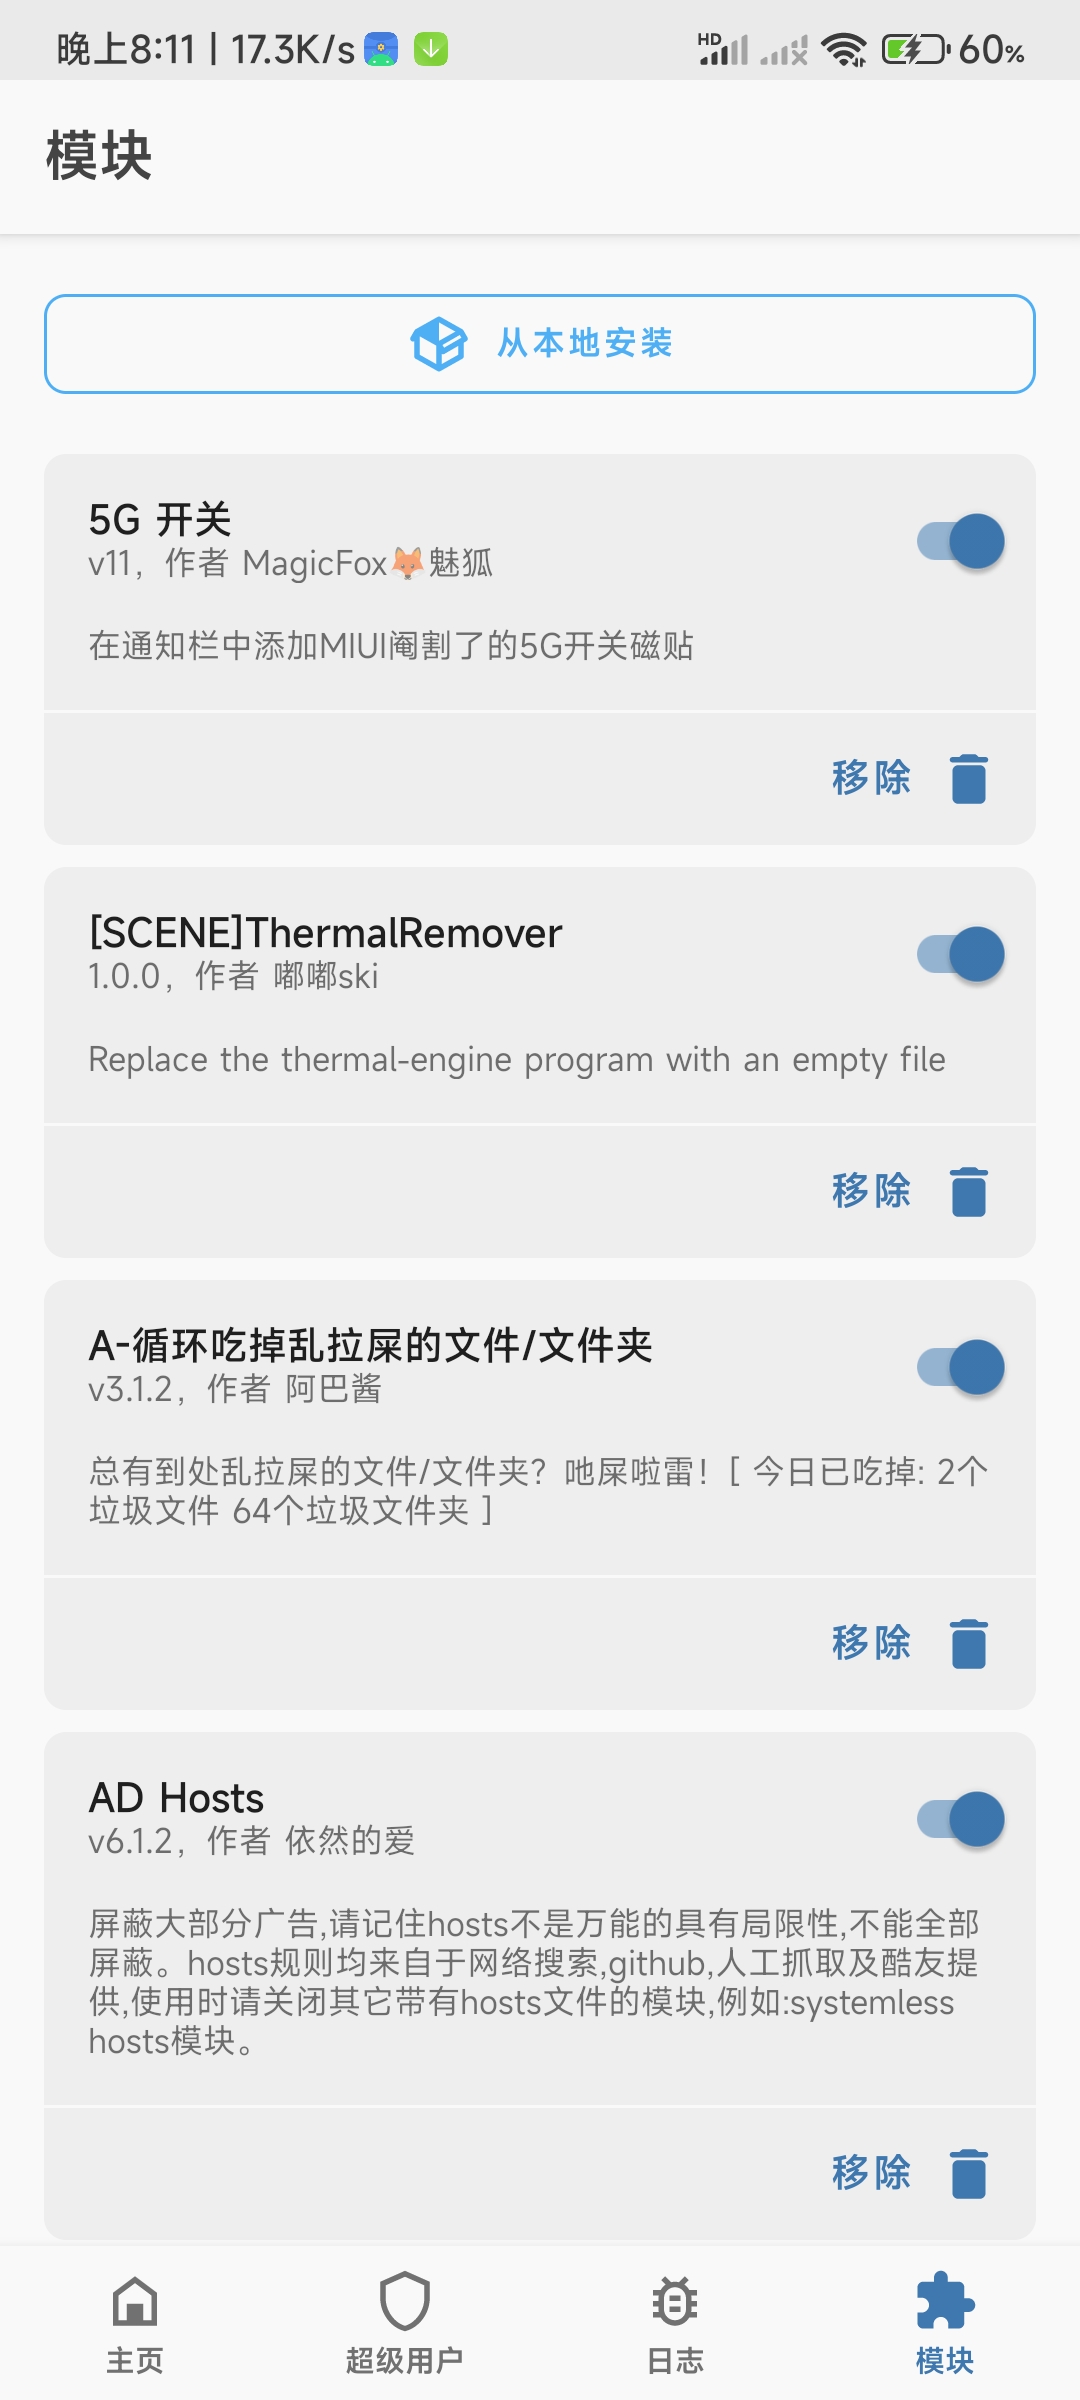 晚上8:11 | 17.3K/s HD 60%
模块
从本地安装
5G 开关
v11，作者 MagicFox🦊魅狐
在通知栏中添加MIUI阉割了的5G开关磁贴
移除
[SCENE]ThermalRemover
1.0.0，作者 嘟嘟ski
Replace the thermal-engine program with an empty file
移除
A-循环吃掉乱拉屎的文件/文件夹
v3.1.2，作者 阿巴酱
总有到处乱拉屎的文件/文件夹？吔屎啦雷！[ 今日已吃掉: 2个
垃圾文件 64个垃圾文件夹 ]
移除
AD Hosts
v6.1.2，作者 依然的爱
屏蔽大部分广告,请记住hosts不是万能的具有局限性,不能全部
屏蔽。hosts规则均来自于网络搜索,github,人工抓取及酷友提
供,使用时请关闭其它带有hosts文件的模块,例如:systemless
hosts模块。
移除
主页
超级用户
日志
模块